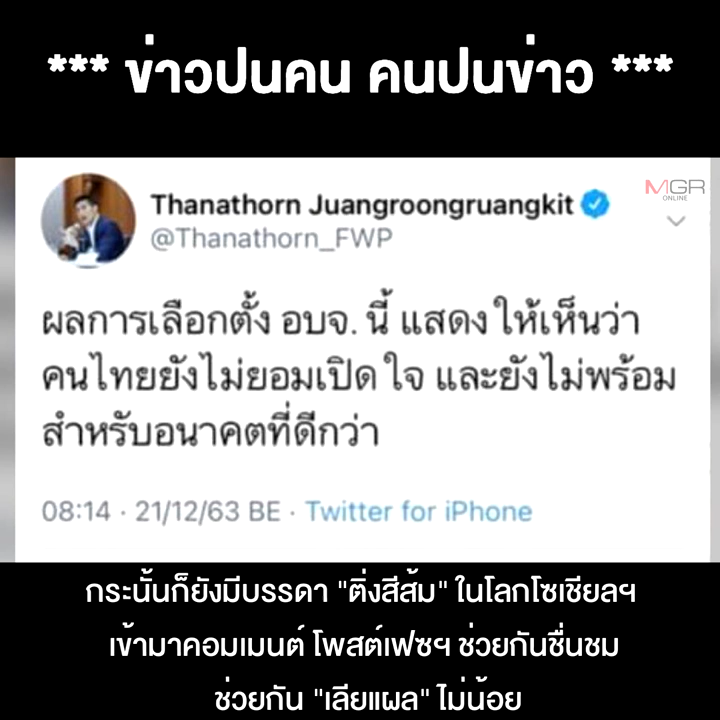 *** ข่าวปนคน คนปนข่าว ***
MGR
ONLINE
Thanathorn Juangroongruangkit
@Thanathorn_FWP
ผลการเลือกตั้ง อบจ. นี้ แสดง ให้เห็นว่า
คนไทยยังไม่ยอมเปิด ใจ และยังไม่พร้อม
สำหรับอนาคตที่ดีกว่า
08:14 · 21/12/63 BE · Twitter for iPhone
กระนั้นก็ยังมีบรรดา "ติ่งสีส้ม" ในโลกโซเชียลฯ
เข้ามาคอมเมนต์ โพสต์เฟซฯ ช่วยกันชื่นชม
ช่วยกัน "เลียแผล" ไม่น้อย